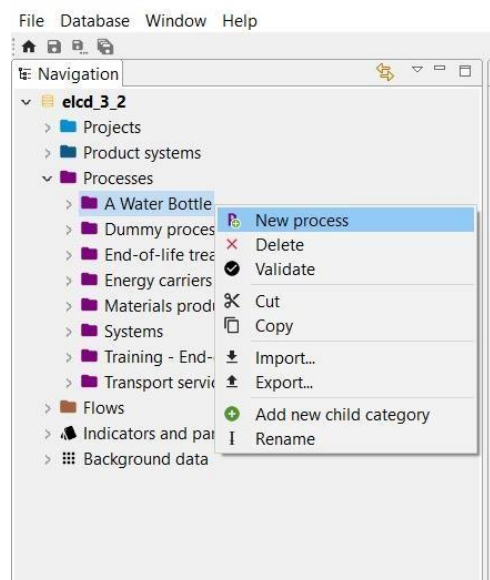 File Database Window Help
Navigation
elcd_3_2
Projects
Product systems
Processes
A Water Bottle
New process
Dummy proces
Delete
End-of-life trea
Validate
Energy carriers
Cut
Materials produ
Copy
Systems
Training - End-
Import...
Transport servic
Export...
Flows
Add new child category
Indicators and par
Rename
Background data